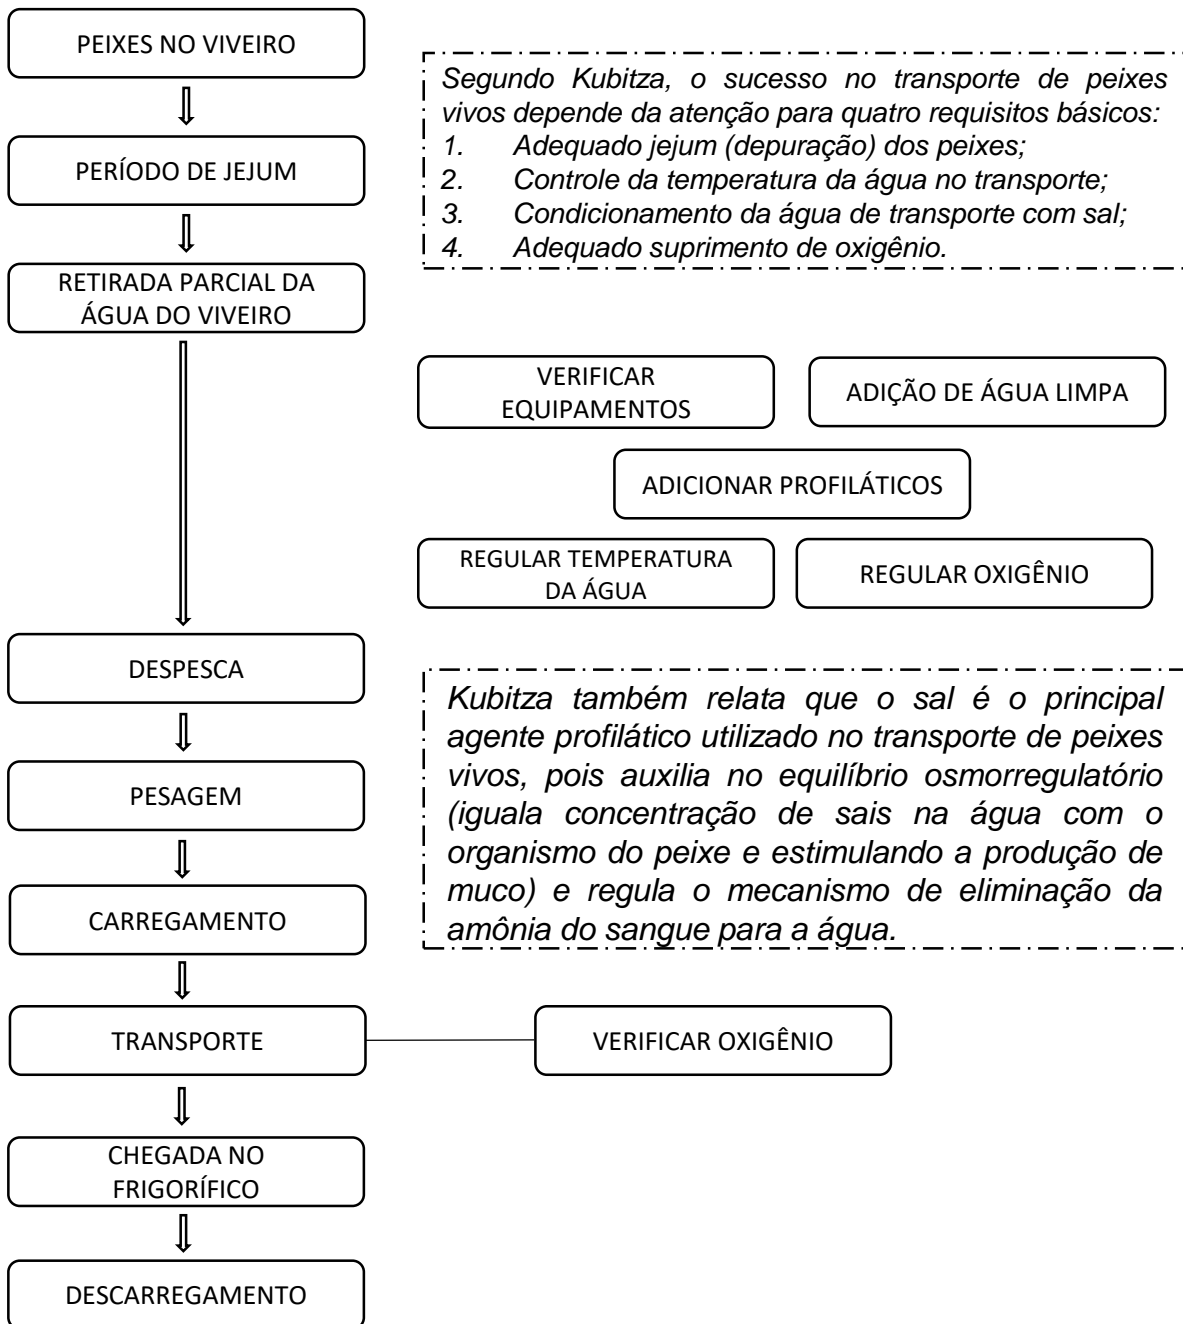 PEIXES NO VIVEIRO
Segundo Kubitza, o sucesso no transporte de peixes
vivos depende da atenção para quatro requisitos básicos:
1. Adequado jejum (depuração) dos peixes;
2. Controle da temperatura da água no transporte;
3. Condicionamento da água de transporte com sal;
4. Adequado suprimento de oxigênio.
PERÍODO DE JEJUM
RETIRADA PARCIAL DA
ÁGUA DO VIVEIRO
VERIFICAR
EQUIPAMENTOS
ADIÇÃO DE ÁGUA LIMPA
ADICIONAR PROFILÁTICOS
REGULAR TEMPERATURA
DA ÁGUA
REGULAR OXIGÊNIO
DESPESCA
Kubitza também relata que o sal é o principal
agente profilático utilizado no transporte de peixes
vivos, pois auxilia no equilíbrio osmorregulatório
(iguala concentração de sais na água com o
organismo do peixe e estimulando a produção de
muco) e regula o mecanismo de eliminação da
amônia do sangue para a água.
PESAGEM
CARREGAMENTO
TRANSPORTE
VERIFICAR OXIGÊNIO
CHEGADA NO
FRIGORÍFICO
DESCARREGAMENTO